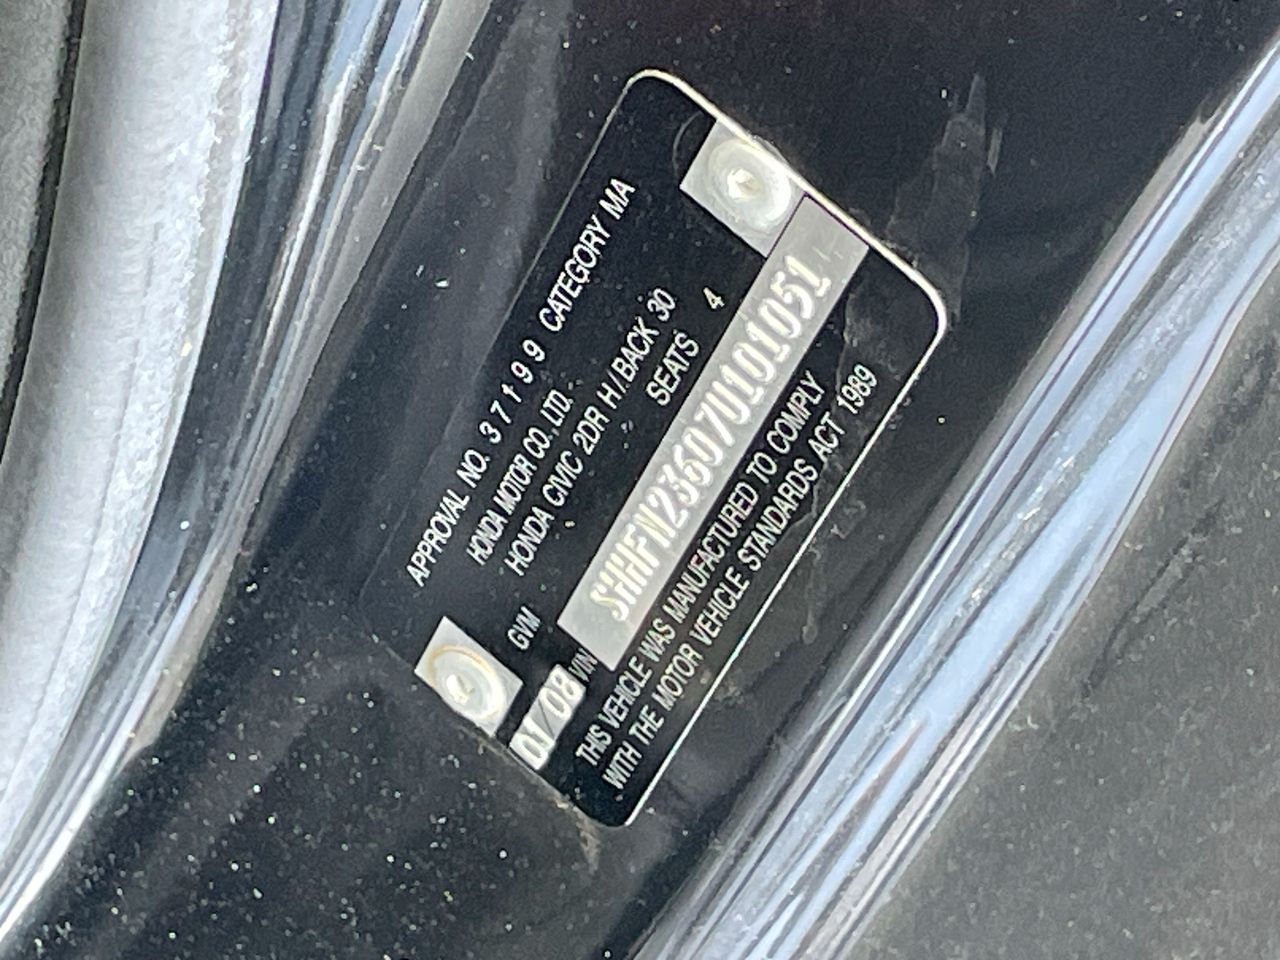 APPROVAL NO. 37199 CATEGORY MA
HONDA MOTOR CO. LTD.
HONDA CIVIC 2DR H/BACK 30
GVM SEATS 4
01/08 VIN SHHFN23607U101051
THIS VEHICLE WAS MANUFACTURED TO COMPLY
WITH THE MOTOR VEHICLE STANDARDS ACT 1989